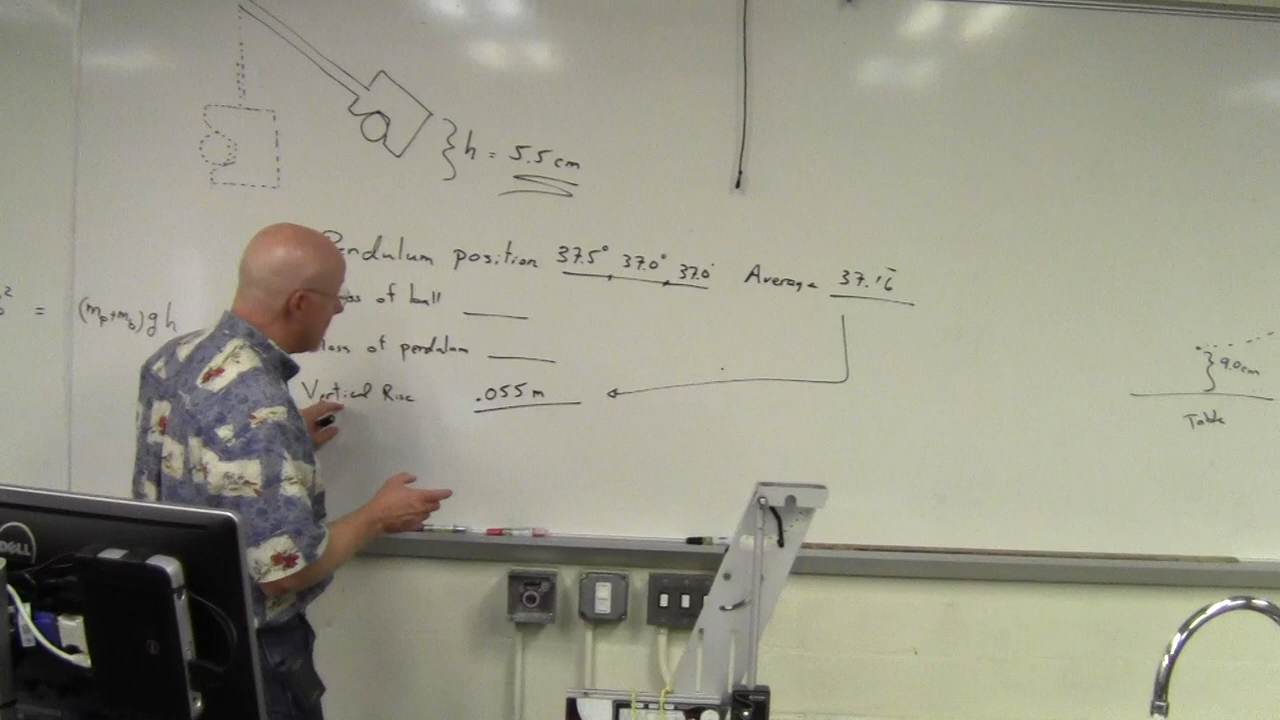 h = 5.5 cm
Pendulum position 37.5° 37.0° 37.0° Average 37.16
of ball
Mass of pendulum
Vertical Rise .055 m
2 = (mp+mb)gh
9.0cm
Table
DELL